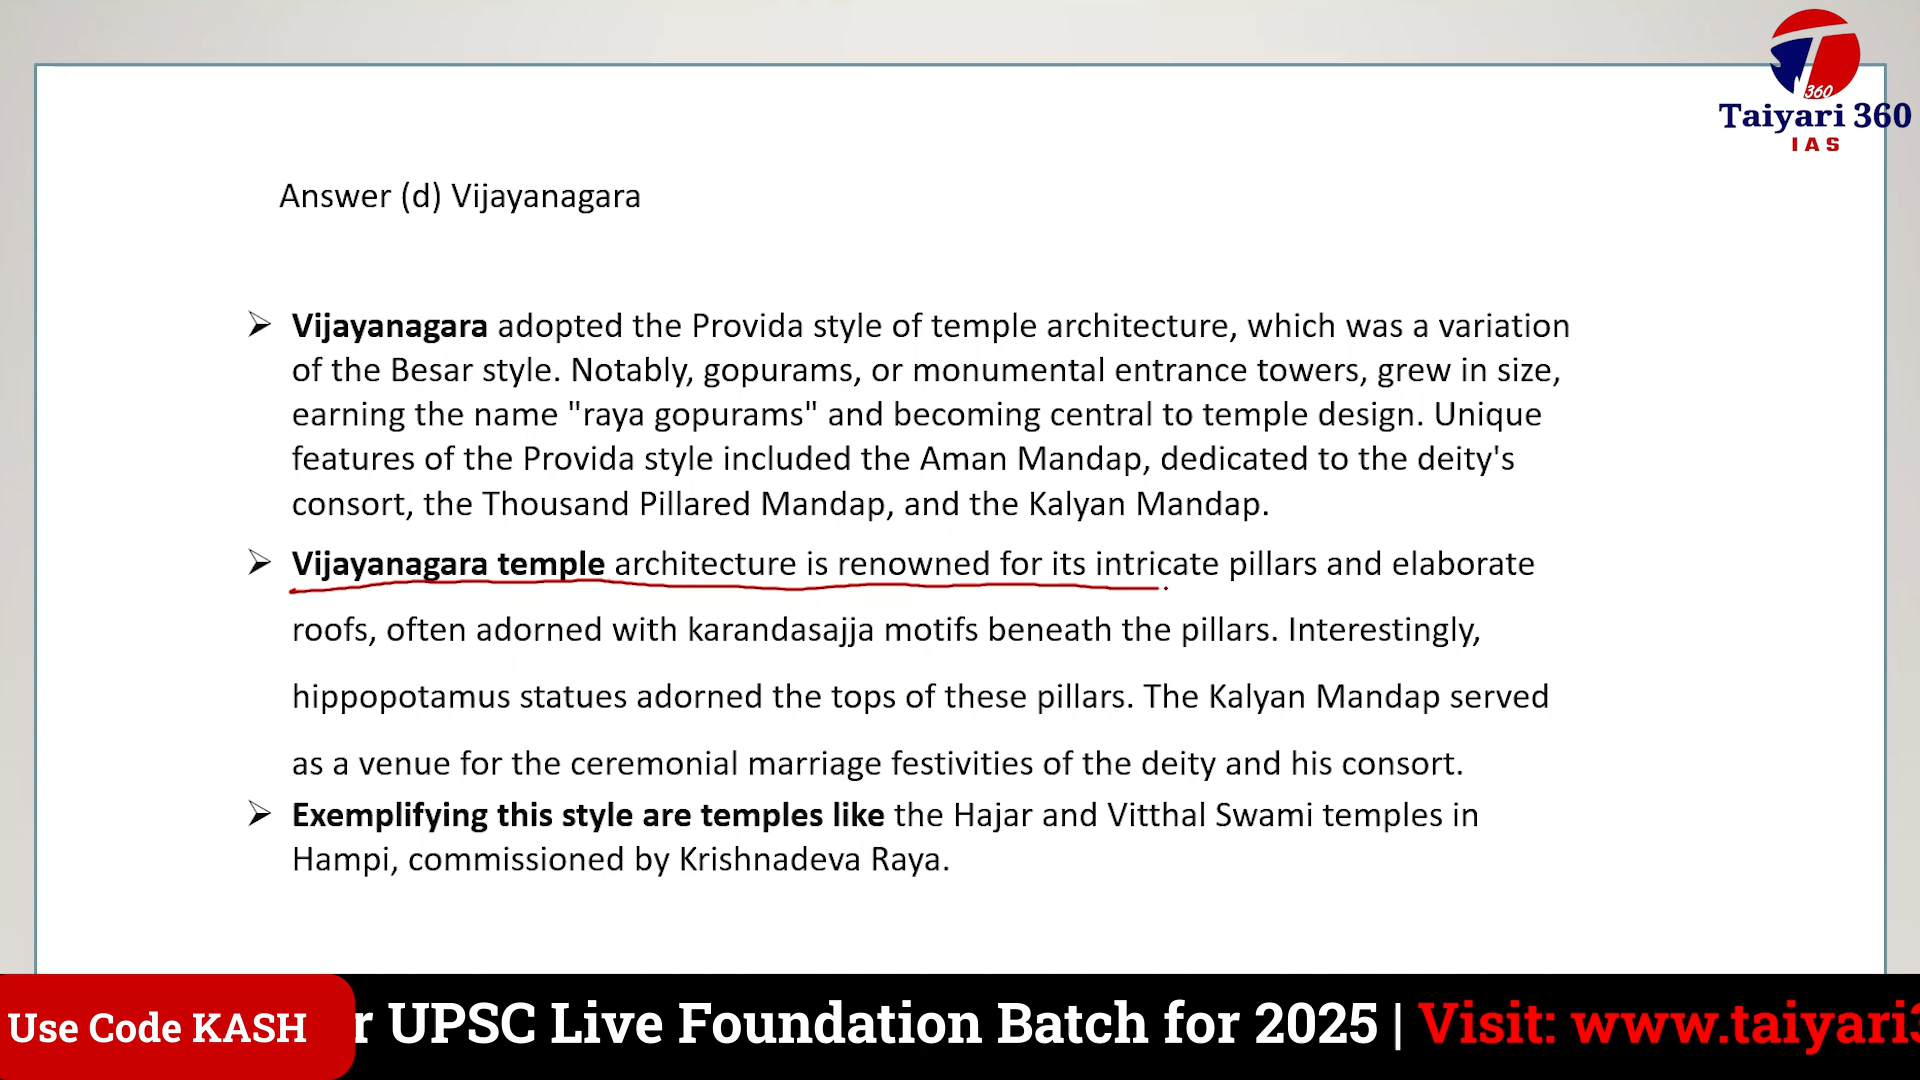 360
Taiyari 360
IAS
Answer (d) Vijayanagara
➢ Vijayanagara adopted the Provida style of temple architecture, which was a variation
of the Besar style. Notably, gopurams, or monumental entrance towers, grew in size,
earning the name "raya gopurams" and becoming central to temple design. Unique
features of the Provida style included the Aman Mandap, dedicated to the deity's
consort, the Thousand Pillared Mandap, and the Kalyan Mandap.
➢ Vijayanagara temple architecture is renowned for its intricate pillars and elaborate
roofs, often adorned with karandasajja motifs beneath the pillars. Interestingly,
hippopotamus statues adorned the tops of these pillars. The Kalyan Mandap served
as a venue for the ceremonial marriage festivities of the deity and his consort.
➢ Exemplifying this style are temples like the Hajar and Vitthal Swami temples in
Hampi, commissioned by Krishnadeva Raya.
Use Code KASH r UPSC Live Foundation Batch for 2025 | Visit: www.taiyari3